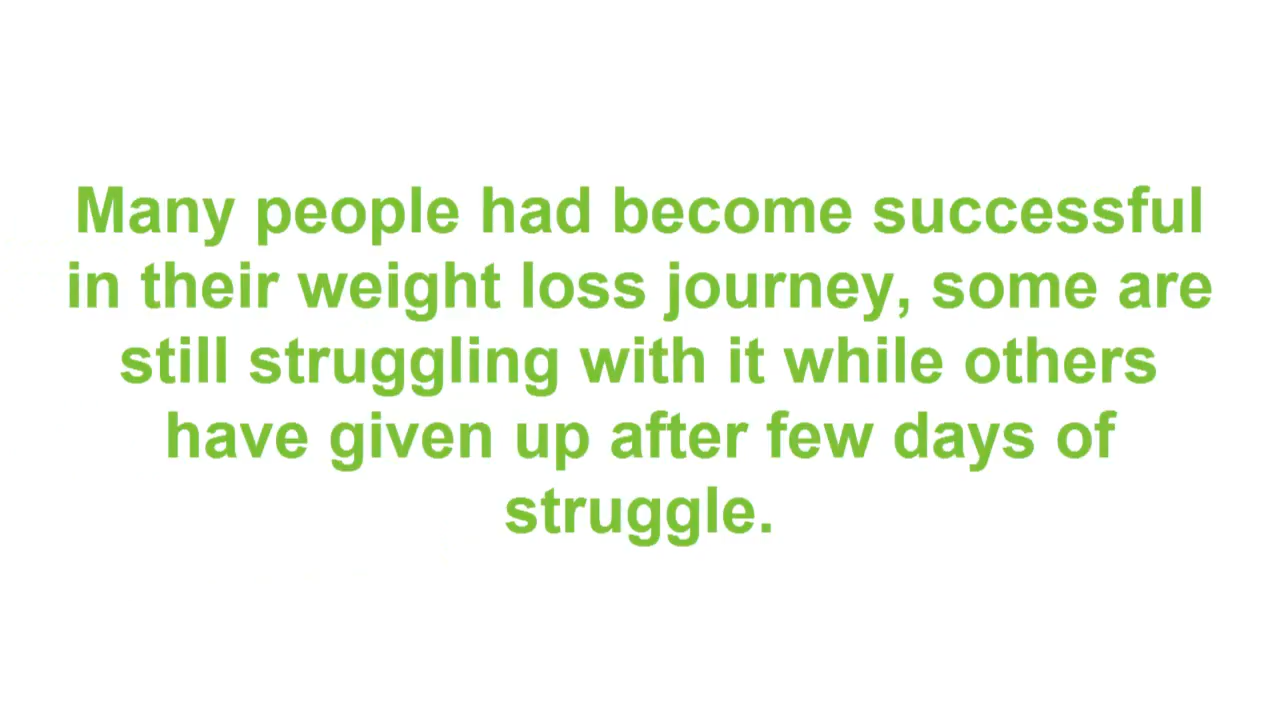 Many people had become successful
in their weight loss journey, some are
still struggling with it while others
have given up after few days of
struggle.